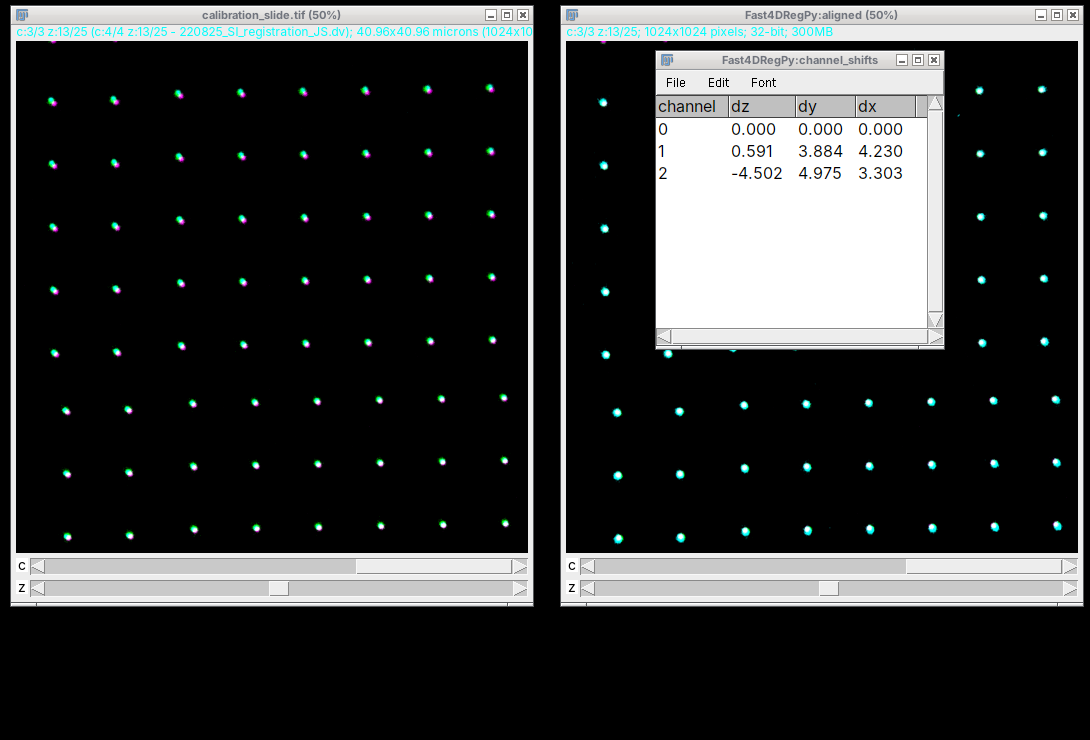 calibration_slide.tif (50%)
c:3/3 z:13/25 (c:4/4 z:13/25 - 220825_SI_registration_JS.dv); 40.96x40.96 microns (1024x10
C
Z
Fast4DRegPy:aligned (50%)
c:3/3 z:13/25; 1024x1024 pixels; 32-bit; 300MB
Fast4DRegPy:channel_shifts
File Edit Font
channel dz dy dx
0 0.000 0.000 0.000
1 0.591 3.884 4.230
2 -4.502 4.975 3.303
C
Z